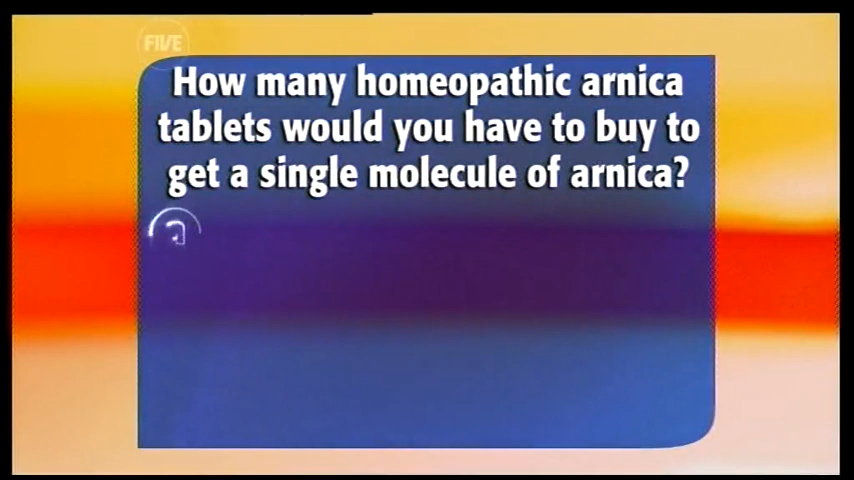 FIVE
How many homeopathic arnica
tablets would you have to buy to
get a single molecule of arnica?